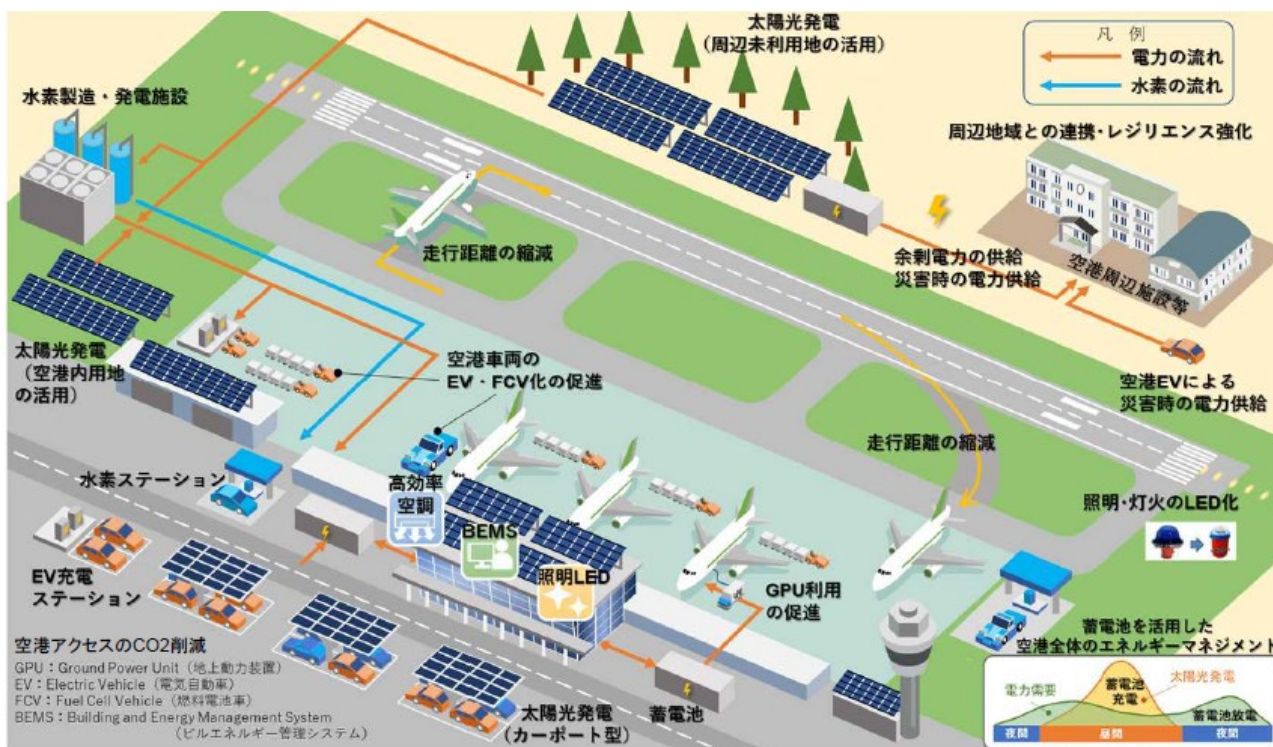 太陽光発電
(周辺未利用地の活用)
凡 例
電力の流れ
水素の流れ
水素製造・発電施設
周辺地域との連携・レジリエンス強化
走行距離の縮減
余剰電力の供給
災害時の電力供給
空港周辺施設等
太陽光発電
(空港内用地
の活用)
空港車両の
EV・FCV化の促進
空港EVによる
災害時の電力供給
走行距離の縮減
水素ステーション
高効率
空調
BEMS
照明LED
照明・灯火のLED化
EV充電
ステーション
GPU利用
の促進
蓄電池を活用した
空港全体のエネルギーマネジメント
空港アクセスのCO2削減
GPU:Ground Power Unit(地上動力装置)
EV:Electric Vehicle(電気自動車)
FCV:Fuel Cell Vehicle(燃料電池車)
BEMS:Building and Energy Management System
(ビルエネルギー管理システム)
太陽光発電
(カーポート型)
蓄電池
電力需要
蓄電池
充電
太陽光発電
蓄電池放電
夜間
昼間
夜間